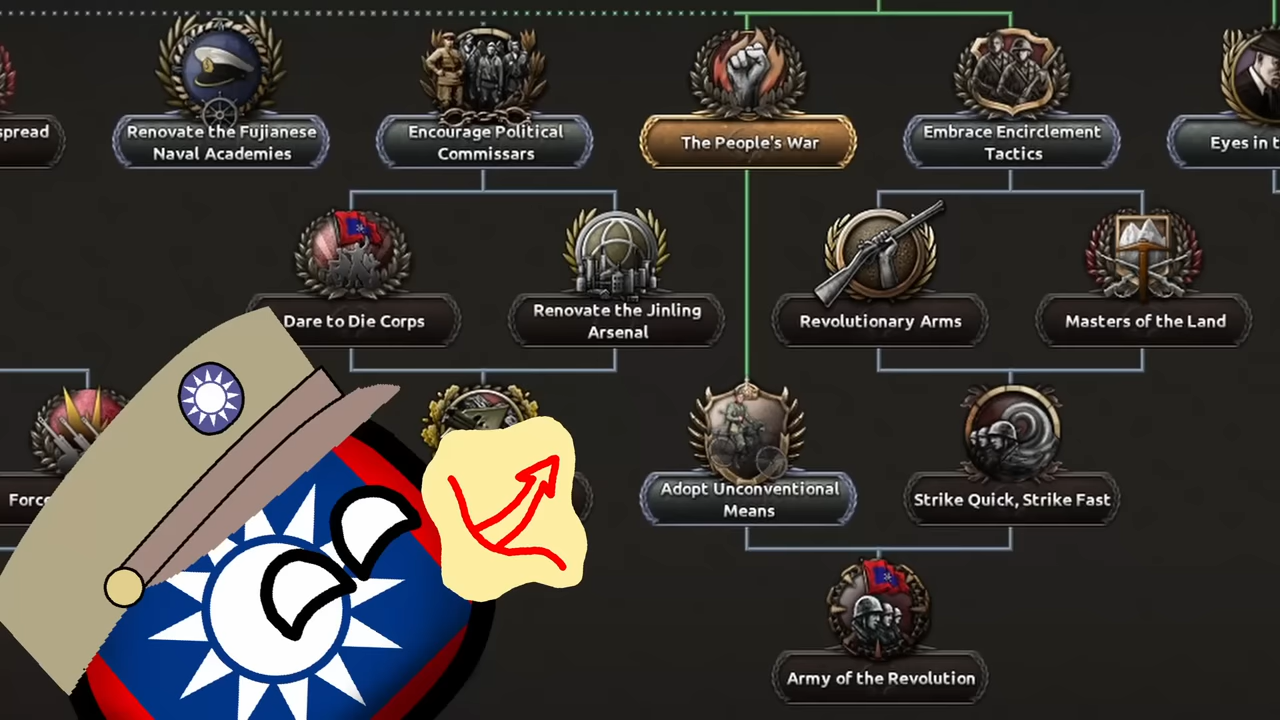 spread
Renovate the Fujianese
Naval Academies
Encourage Political
Commissars
The People's War
Embrace Encirclement
Tactics
Eyes in t
Dare to Die Corps
Renovate the Jinling
Arsenal
Revolutionary Arms
Masters of the Land
Force
Adopt Unconventional
Means
Strike Quick, Strike Fast
Army of the Revolution